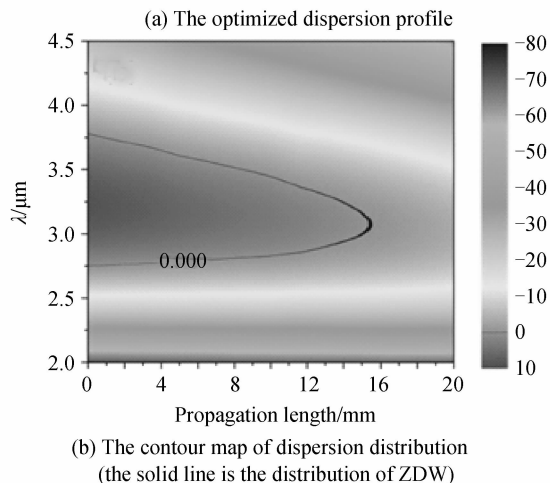 (a) The optimized dispersion profile
4.5
4.0
3.5
3.0
2.5
2.0
λ/μm
0.000
0 4 8 12 16 20
Propagation length/mm
−80
−70
−60
−50
−40
−30
−20
−10
0
10
(b) The contour map of dispersion distribution
(the solid line is the distribution of ZDW)